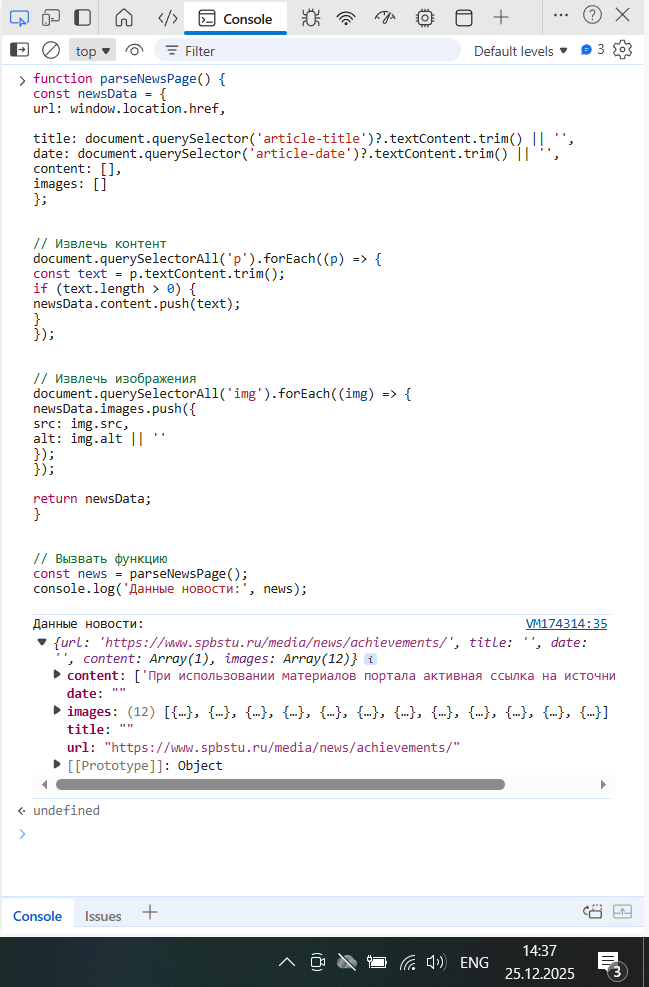 Console
top
Filter
Default levels
3
function parseNewsPage() {
const newsData = {
url: window.location.href,
title: document.querySelector('article-title')?.textContent.trim() || '',
date: document.querySelector('article-date')?.textContent.trim() || '',
content: [],
images: []
};
// Извлечь контент
document.querySelectorAll('p').forEach((p) => {
const text = p.textContent.trim();
if (text.length > 0) {
newsData.content.push(text);
}
});
// Извлечь изображения
document.querySelectorAll('img').forEach((img) => {
newsData.images.push({
src: img.src,
alt: img.alt || ''
});
});
return newsData;
}
// Вызвать функцию
const news = parseNewsPage();
console.log('Данные новости:', news);
Данные новости: VM174314:35
{url: 'https://www.spbstu.ru/media/news/achievements/', title: '', date:
'', content: Array(1), images: Array(12)} i
content: ['При использовании материалов портала активная ссылка на источни
date: ""
images: (12) [{…}, {…}, {…}, {…}, {…}, {…}, {…}, {…}, {…}, {…}, {…}, {…}]
title: ""
url: "https://www.spbstu.ru/media/news/achievements/"
[[Prototype]]: Object
undefined
Console Issues
ENG
14:37
25.12.2025
3